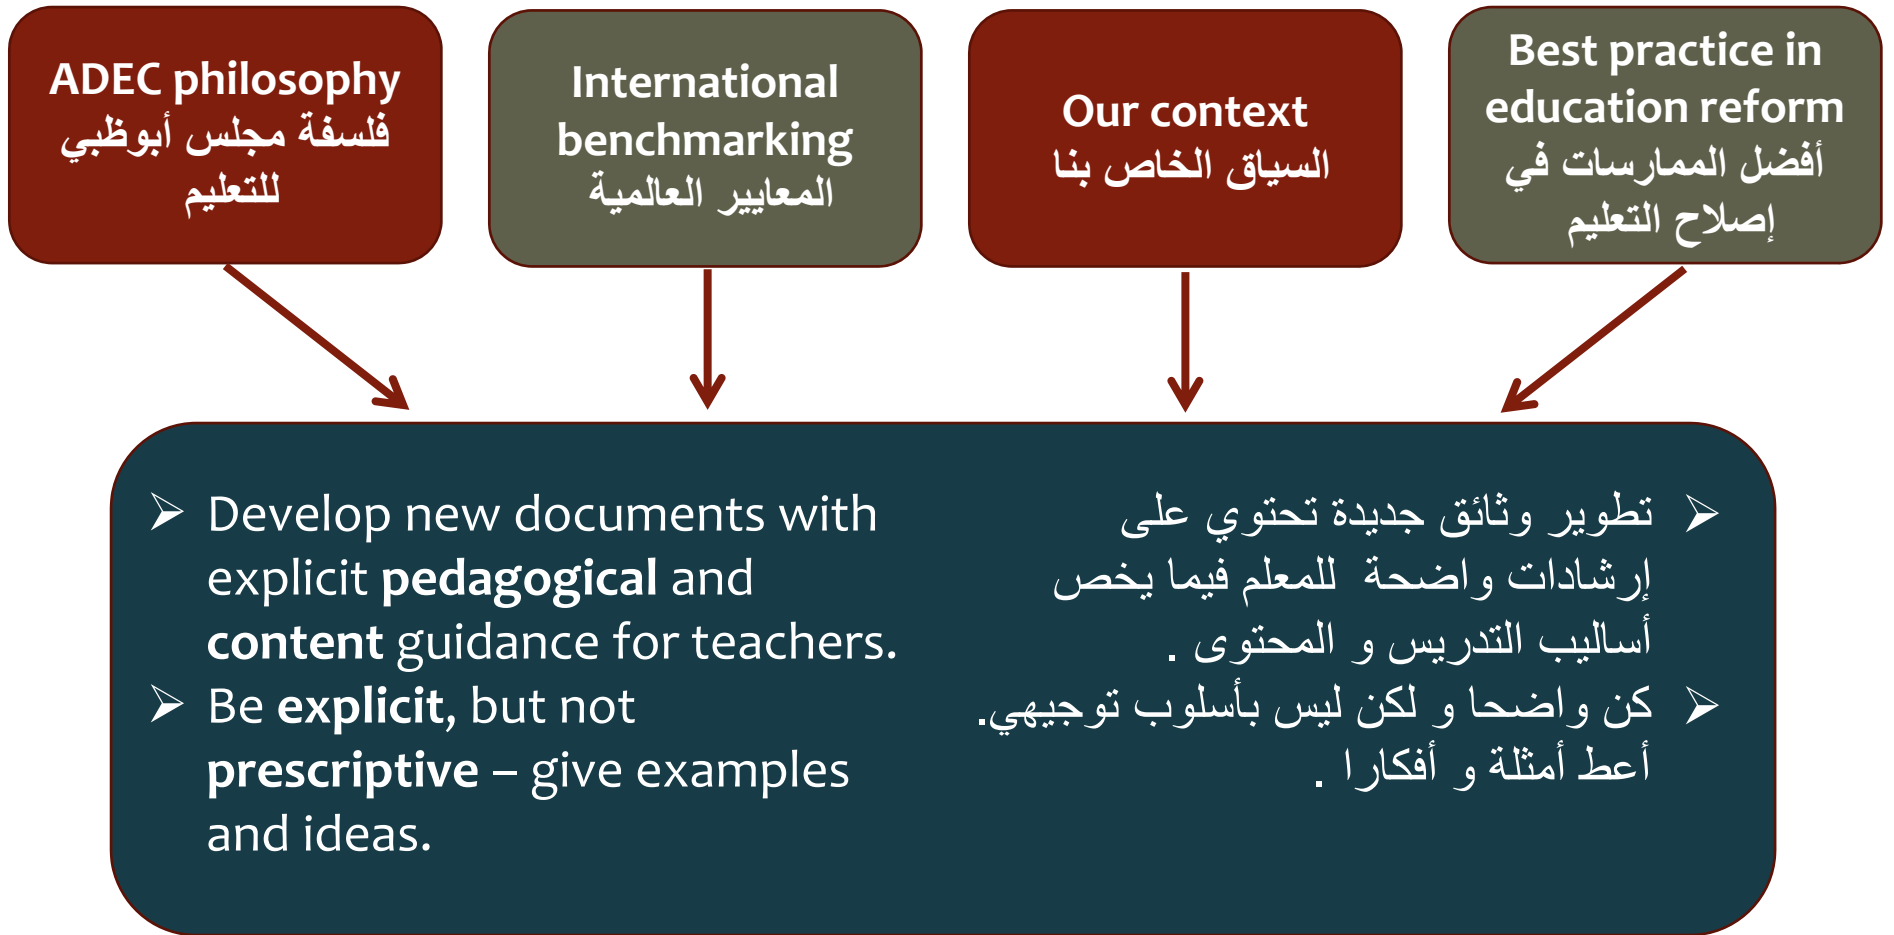 ADEC philosophy
فلسفة مجلس أبوظبي
للتعليم
International
benchmarking
المعايير العالمية
Our context
السياق الخاص بنا
Best practice in
education reform
أفضل الممارسات في
إصلاح التعليم
➢ Develop new documents with
explicit pedagogical and
content guidance for teachers.
➢ Be explicit, but not
prescriptive – give examples
and ideas.
➢ تطوير وثائق جديدة تحتوي على
إرشادات واضحة للمعلم فيما يخص
أساليب التدريس و المحتوى .
➢ كن واضحا و لكن ليس بأسلوب توجيهي.
أعط أمثلة و أفكارا .